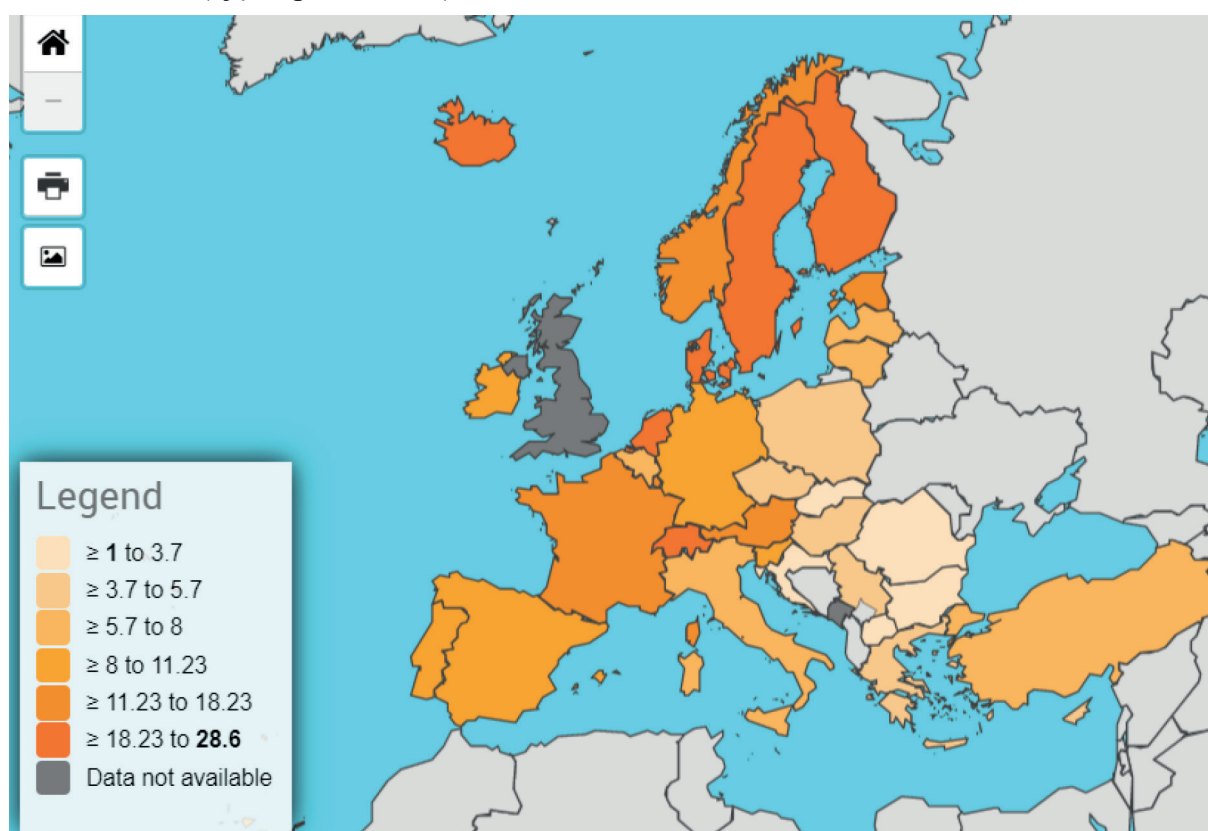 Legend
≥ 1 to 3.7
≥ 3.7 to 5.7
≥ 5.7 to 8
≥ 8 to 11.23
≥ 11.23 to 18.23
≥ 18.23 to 28.6
Data not available